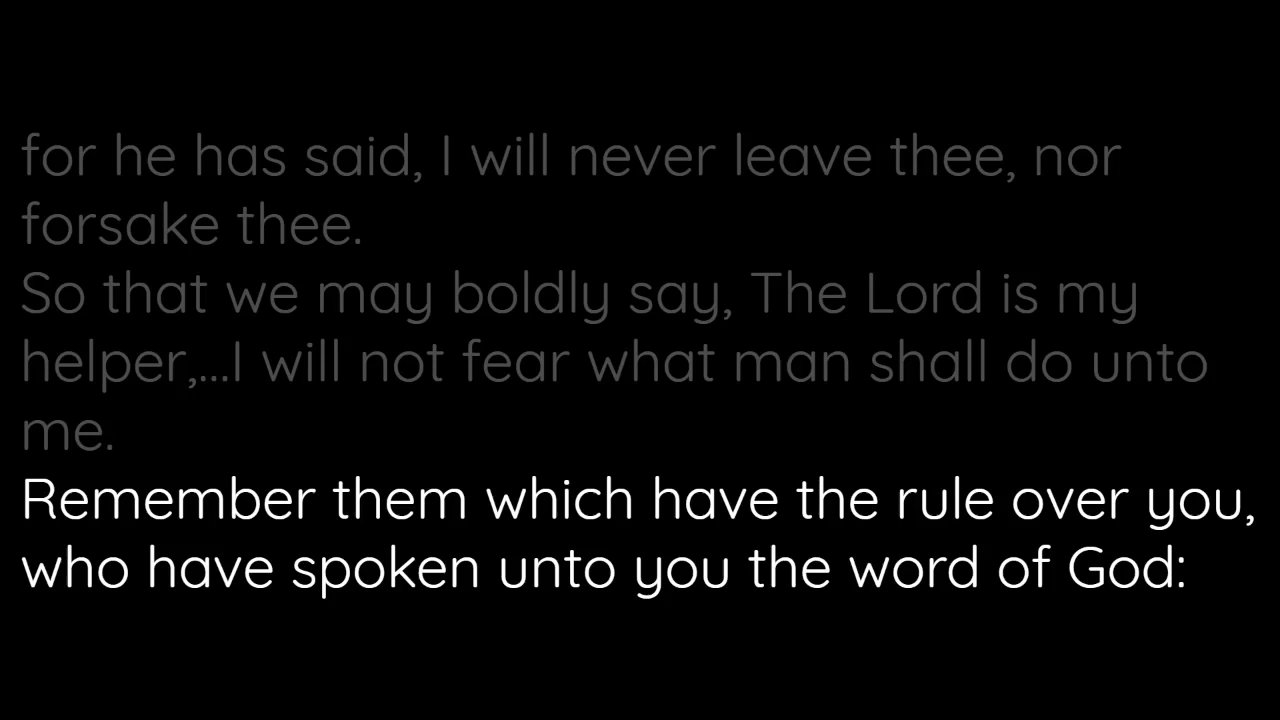 for he has said, I will never leave thee, nor
forsake thee.
So that we may boldly say, The Lord is my
helper,...I will not fear what man shall do unto
me.
Remember them which have the rule over you,
who have spoken unto you the word of God: